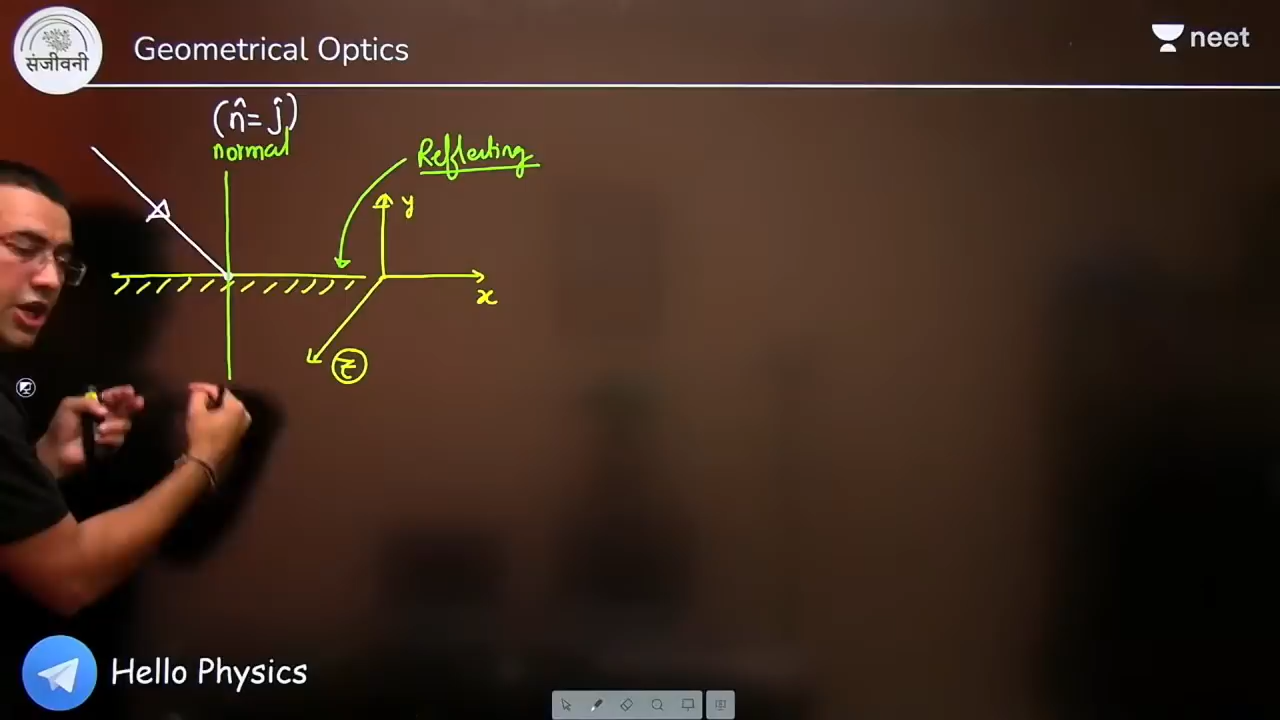 संजीवनी
Geometrical Optics
neet
(n̂ = ĵ)
normal
Reflecting
y
x
z
Hello Physics